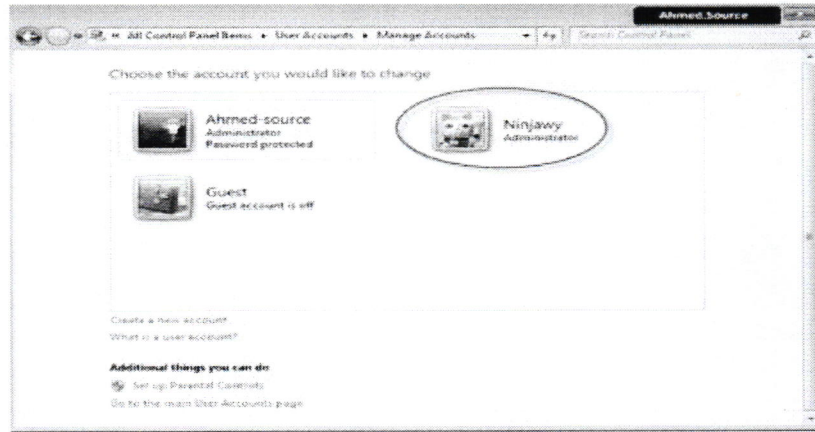 Ahmed.Source
« All Control Panel Items ▸ User Accounts ▸ Manage Accounts
Search Control Panel
Choose the account you would like to change
Ahmed-source
Administrator
Password protected
Ninjawy
Administrator
Guest
Guest account is off
Create a new account
What is a user account?
Additional things you can do
Set up Parental Controls
Go to the main User Accounts page